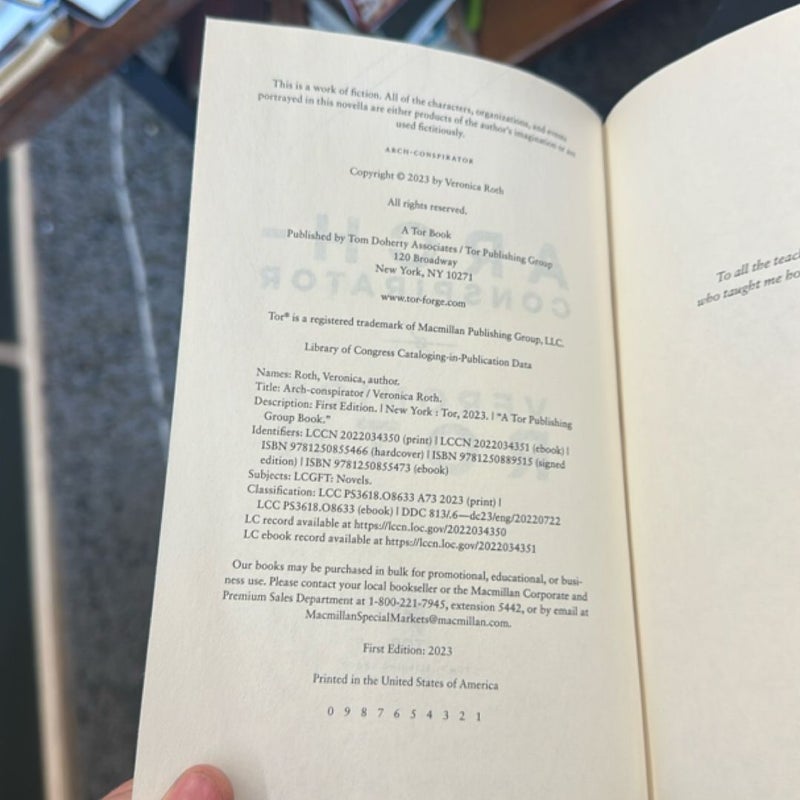 This is a work of fiction. All of the characters, organizations, and events
portrayed in this novella are either products of the author's imagination or are
used fictitiously.
ARCH-CONSPIRATOR
Copyright © 2023 by Veronica Roth
All rights reserved.
A Tor Book
Published by Tom Doherty Associates / Tor Publishing Group
120 Broadway
New York, NY 10271
www.tor-forge.com
Tor® is a registered trademark of Macmillan Publishing Group, LLC.
Library of Congress Cataloging-in-Publication Data
Names: Roth, Veronica, author.
Title: Arch-conspirator / Veronica Roth.
Description: First Edition. | New York : Tor, 2023. | "A Tor Publishing
Group Book."
Identifiers: LCCN 2022034350 (print) | LCCN 2022034351 (ebook) |
ISBN 9781250855466 (hardcover) | ISBN 9781250889515 (signed
edition) | ISBN 9781250855473 (ebook)
Subjects: LCGFT: Novels.
Classification: LCC PS3618.O8633 A73 2023 (print) |
LCC PS3618.O8633 (ebook) | DDC 813/.6—dc23/eng/20220722
LC record available at https://lccn.loc.gov/2022034350
LC ebook record available at https://lccn.loc.gov/2022034351
Our books may be purchased in bulk for promotional, educational, or busi-
ness use. Please contact your local bookseller or the Macmillan Corporate and
Premium Sales Department at 1-800-221-7945, extension 5442, or by email at
MacmillanSpecialMarkets@macmillan.com.
First Edition: 2023
Printed in the United States of America
0 9 8 7 6 5 4 3 2 1
To all the teac
who taught me ho